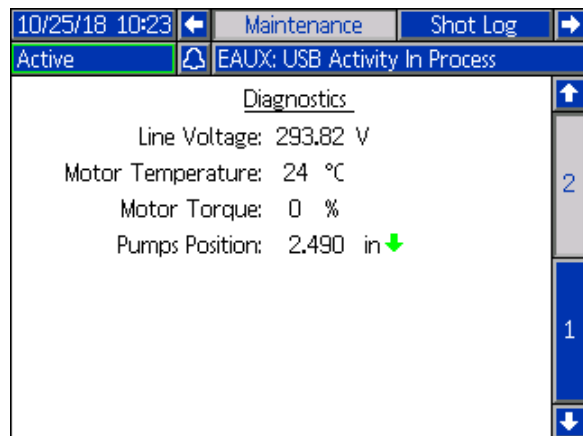 10/25/18 10:23 Maintenance Shot Log
Active EAUX: USB Activity In Process
Diagnostics
Line Voltage: 293.82 V
2
Motor Temperature: 24 °C
Motor Torque: 0 %
Pumps Position: 2.490 in
1